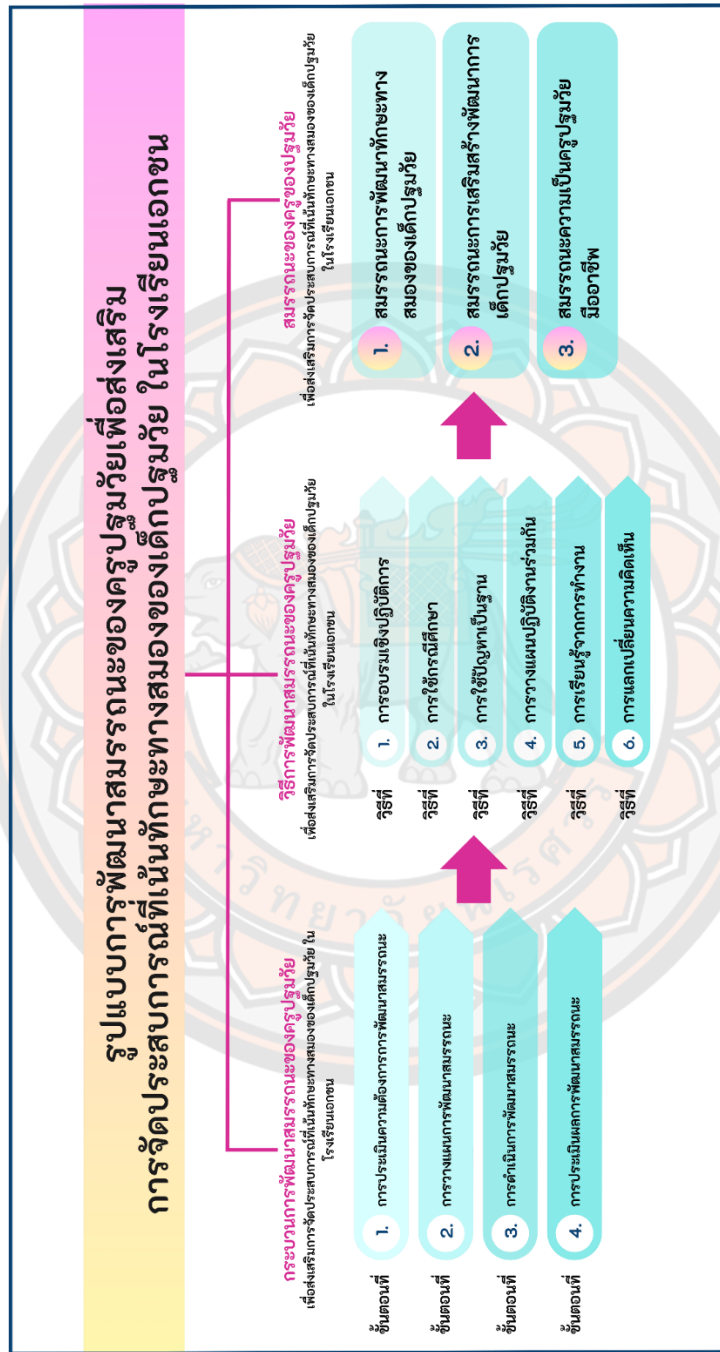 รูปแบบการพัฒนาสมรรถนะของครูปฐมวัยเพื่อส่งเสริม
การจัดประสบการณ์ที่เน้นทักษะทางสมองของเด็กปฐมวัย ในโรงเรียนเอกชน
กระบวนการพัฒนาสมรรถนะของครูปฐมวัย
เพื่อส่งเสริมการจัดประสบการณ์ที่เน้นทักษะทางสมองของเด็กปฐมวัย ใน
โรงเรียนเอกชน
ขั้นตอนที่ 1. การประเมินความต้องการการพัฒนาสมรรถนะ
ขั้นตอนที่ 2. การวางแผนการพัฒนาสมรรถนะ
ขั้นตอนที่ 3. การดำเนินการพัฒนาสมรรถนะ
ขั้นตอนที่ 4. การประเมินผลการพัฒนาสมรรถนะ
วิธีการพัฒนาสมรรถนะของครูปฐมวัย
เพื่อส่งเสริมการจัดประสบการณ์ที่เน้นทักษะทางสมองของเด็กปฐมวัย
ในโรงเรียนเอกชน
วิธีที่ 1. การอบรมเชิงปฏิบัติการ
วิธีที่ 2. การใช้กรณีศึกษา
วิธีที่ 3. การใช้ปัญหาเป็นฐาน
วิธีที่ 4. การวางแผนปฏิบัติงานร่วมกัน
วิธีที่ 5. การเรียนรู้จากการทำงาน
วิธีที่ 6. การแลกเปลี่ยนความคิดเห็น
สมรรถนะของครูของปฐมวัย
เพื่อส่งเสริมการจัดประสบการณ์ที่เน้นทักษะทางสมองของเด็กปฐมวัย
ในโรงเรียนเอกชน
1. สมรรถนะการพัฒนาทักษะทาง
สมองของเด็กปฐมวัย
2. สมรรถนะการเสริมสร้างพัฒนาการ
เด็กปฐมวัย
3. สมรรถนะความเป็นครูปฐมวัย
มืออาชีพ
มหาวิทยาลัยนเรศวร